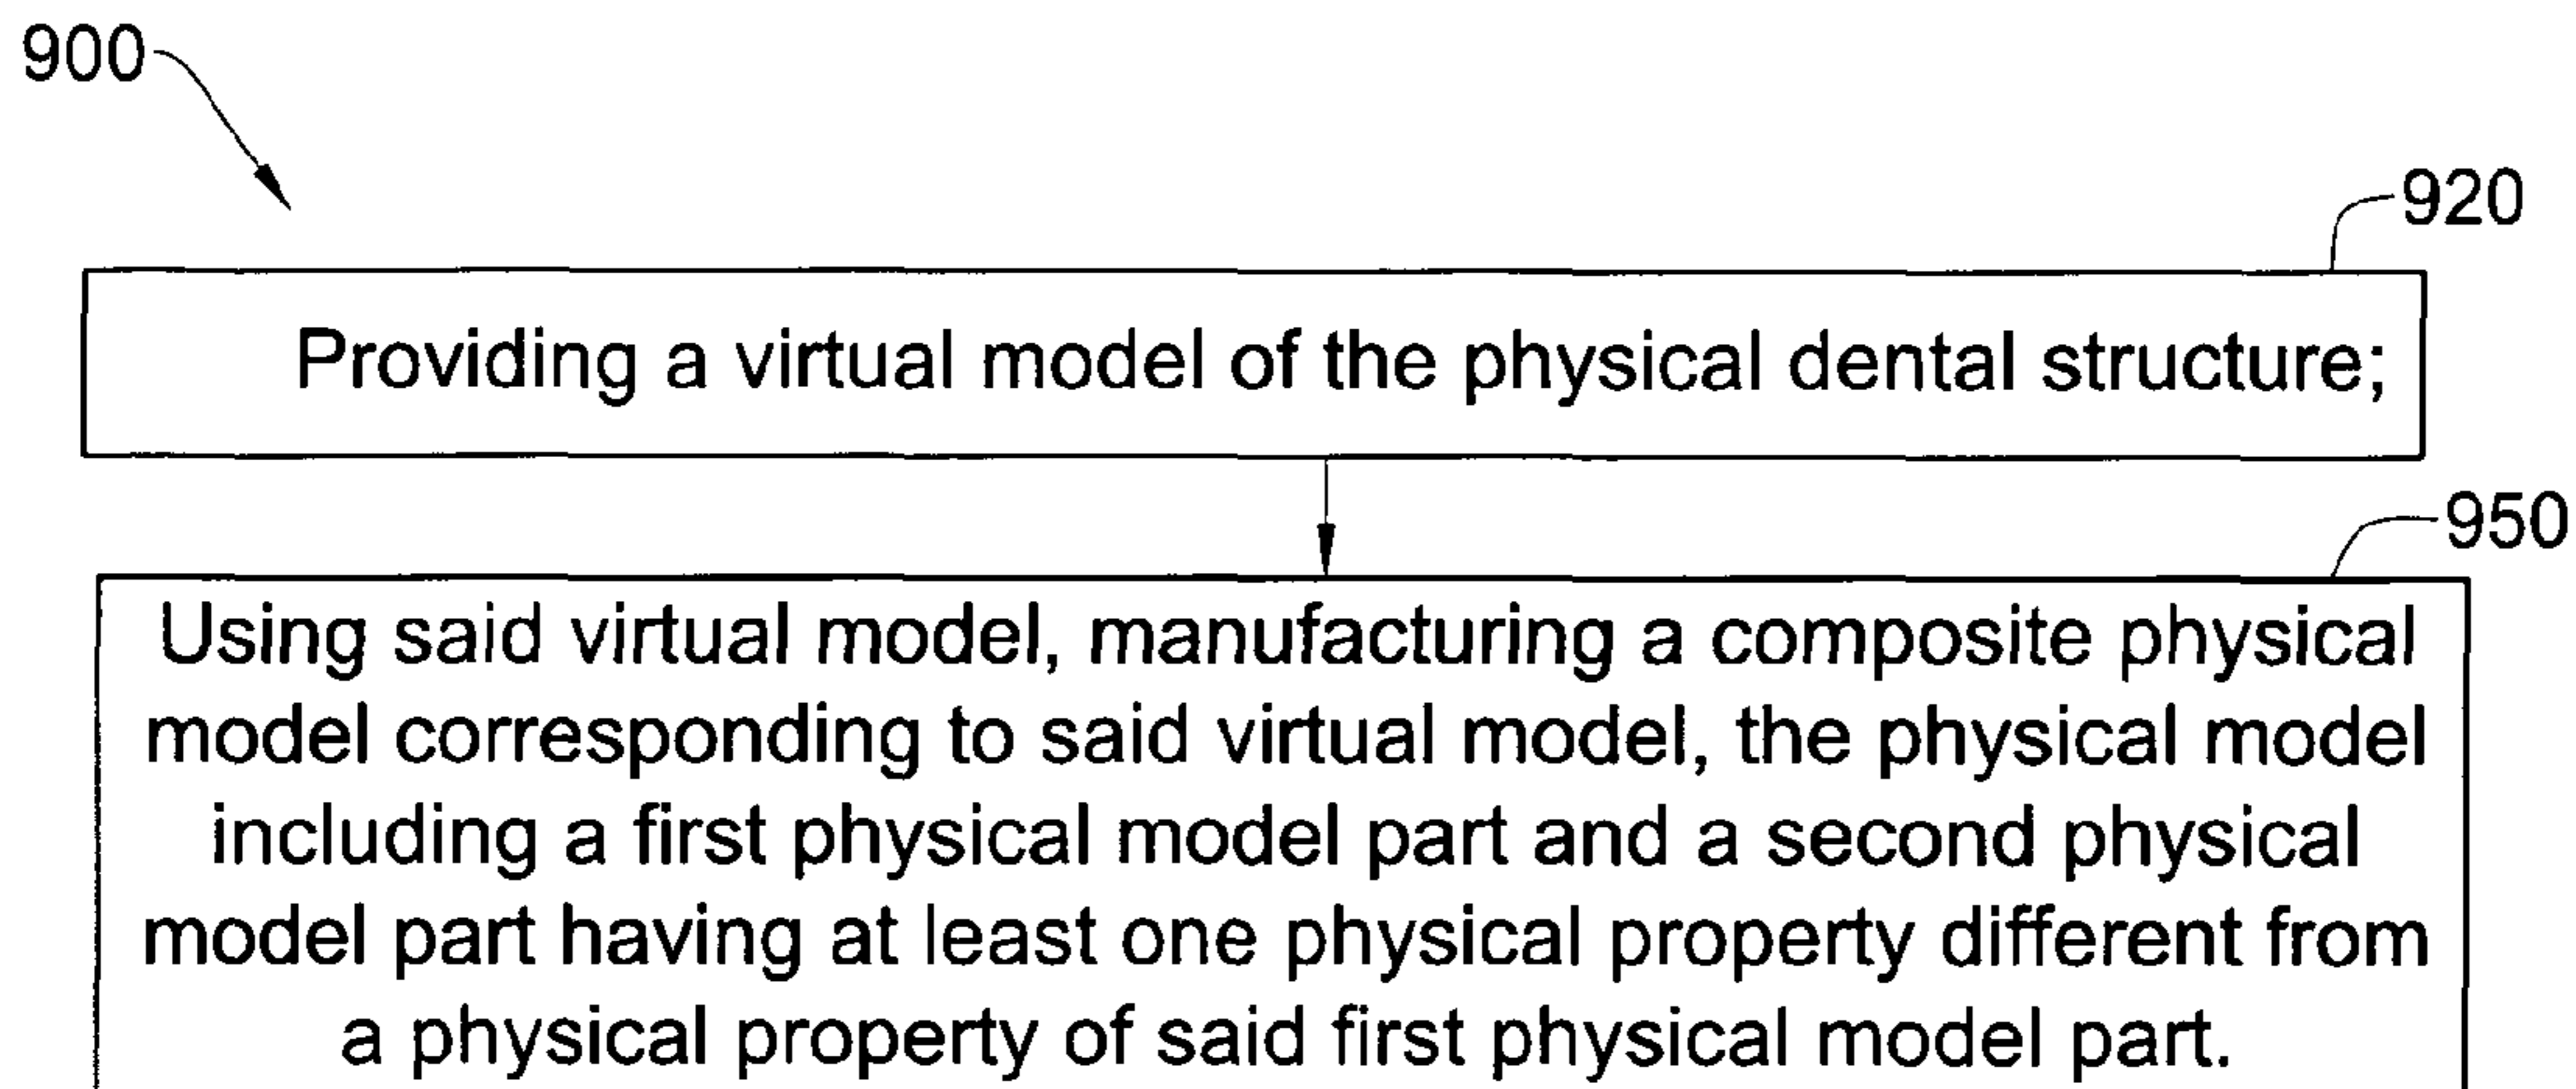 900
920
Providing a virtual model of the physical dental structure;
950
Using said virtual model, manufacturing a composite physical
model corresponding to said virtual model, the physical model
including a first physical model part and a second physical
model part having at least one physical property different from
a physical property of said first physical model part.